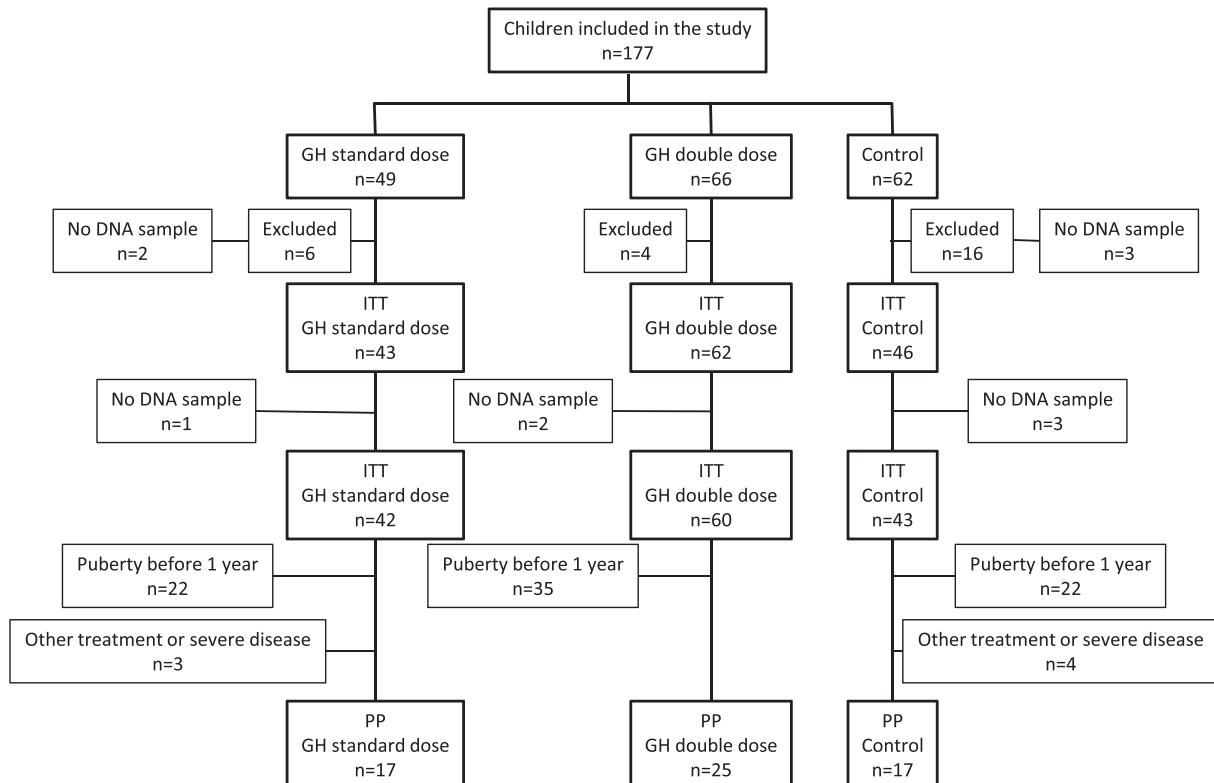 Children included in the study
n=177
GH standard dose
n=49
GH double dose
n=66
Control
n=62
No DNA sample
n=2
Excluded
n=6
Excluded
n=4
Excluded
n=16
No DNA sample
n=3
ITT
GH standard dose
n=43
ITT
GH double dose
n=62
ITT
Control
n=46
No DNA sample
n=1
No DNA sample
n=2
No DNA sample
n=3
ITT
GH standard dose
n=42
ITT
GH double dose
n=60
ITT
Control
n=43
Puberty before 1 year
n=22
Puberty before 1 year
n=35
Puberty before 1 year
n=22
Other treatment or severe disease
n=3
Other treatment or severe disease
n=4
PP
GH standard dose
n=17
PP
GH double dose
n=25
PP
Control
n=17